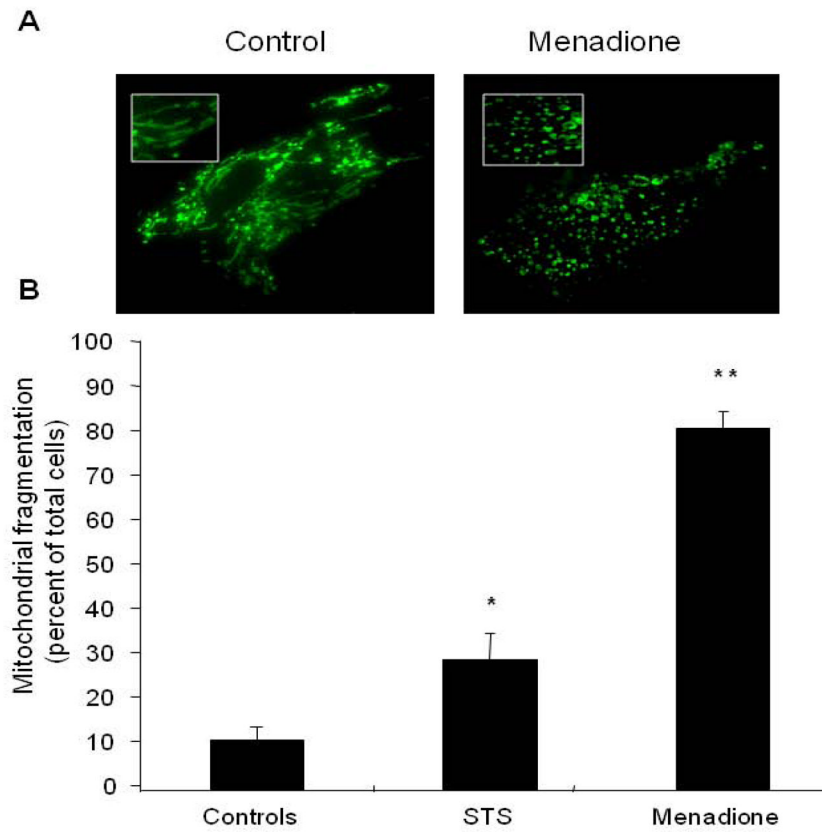 A
Control Menadione
B
Mitochondrial fragmentation
(percent of total cells)
100
90
80
70
60
50
40
30
20
10
0
*
**
Controls STS Menadione